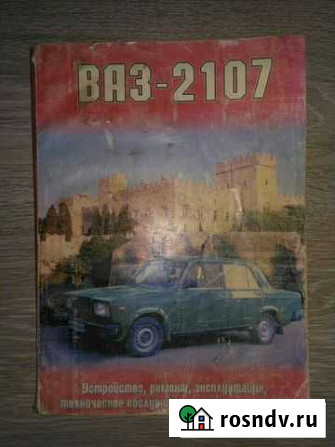 ВАЗ-2107
Устройство, ремонт, эксплуатация,
техническое обслуживание
rosndv.ru